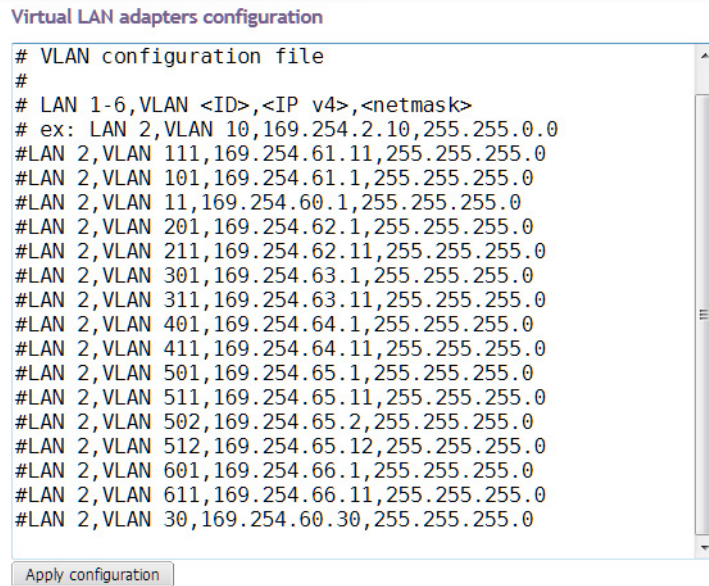 Virtual LAN adapters configuration
# VLAN configuration file
#
# LAN 1-6,VLAN <ID>,<IP v4>,<netmask>
# ex: LAN 2,VLAN 10,169.254.2.10,255.255.0.0
#LAN 2,VLAN 111,169.254.61.11,255.255.255.0
#LAN 2,VLAN 101,169.254.61.1,255.255.255.0
#LAN 2,VLAN 11,169.254.60.1,255.255.255.0
#LAN 2,VLAN 201,169.254.62.1,255.255.255.0
#LAN 2,VLAN 211,169.254.62.11,255.255.255.0
#LAN 2,VLAN 301,169.254.63.1,255.255.255.0
#LAN 2,VLAN 311,169.254.63.11,255.255.255.0
#LAN 2,VLAN 401,169.254.64.1,255.255.255.0
#LAN 2,VLAN 411,169.254.64.11,255.255.255.0
#LAN 2,VLAN 501,169.254.65.1,255.255.255.0
#LAN 2,VLAN 511,169.254.65.11,255.255.255.0
#LAN 2,VLAN 502,169.254.65.2,255.255.255.0
#LAN 2,VLAN 512,169.254.65.12,255.255.255.0
#LAN 2,VLAN 601,169.254.66.1,255.255.255.0
#LAN 2,VLAN 611,169.254.66.11,255.255.255.0
#LAN 2,VLAN 30,169.254.60.30,255.255.255.0
Apply configuration